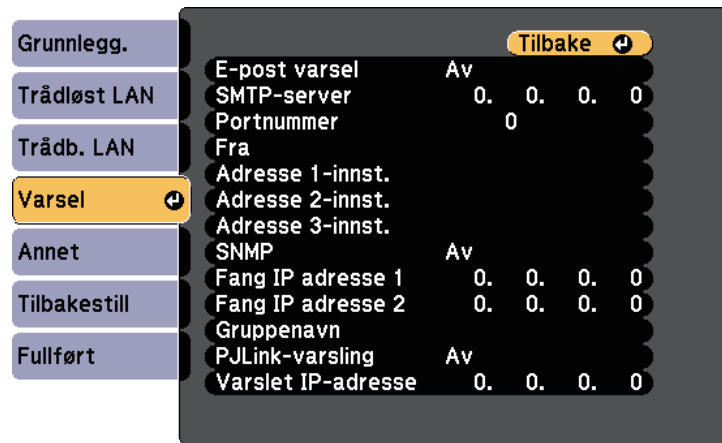 Grunnlegg.
Trådløst LAN
Trådb. LAN
Varsel
Annet
Tilbakestill
Fullført
Tilbake
E-post varsel Av
SMTP-server 0. 0. 0. 0
Portnummer 0
Fra
Adresse 1-innst.
Adresse 2-innst.
Adresse 3-innst.
SNMP Av
Fang IP adresse 1 0. 0. 0. 0
Fang IP adresse 2 0. 0. 0. 0
Gruppenavn
PJLink-varsling Av
Varslet IP-adresse 0. 0. 0. 0